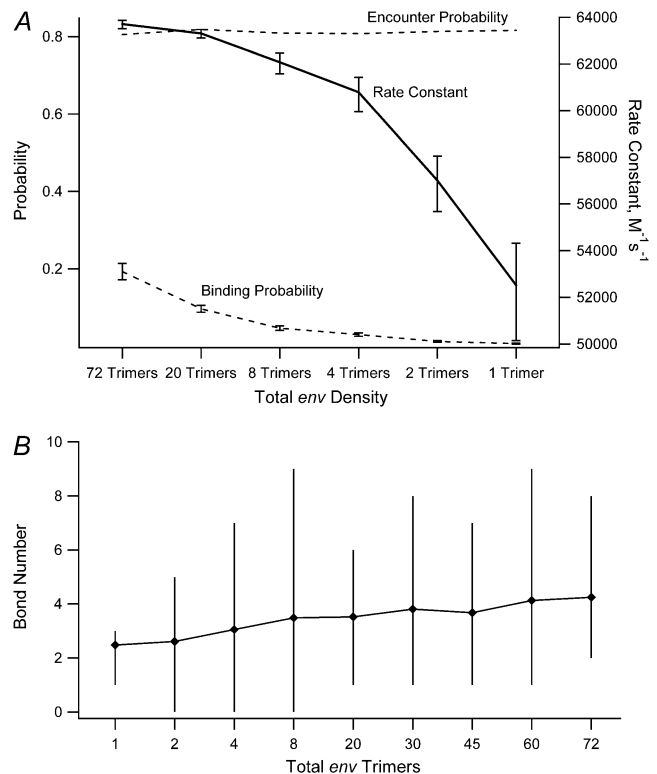 A
Encounter Probability
0.8
0.6
0.4
0.2
Probability
Rate Constant
Binding Probability
64000
62000
60000
58000
56000
54000
52000
50000
Rate Constant, M⁻¹s⁻¹
72 Trimers 20 Trimers 8 Trimers 4 Trimers 2 Trimers 1 Trimer
Total env Density
B
10
8
6
4
2
0
Bond Number
1 2 4 8 20 30 45 60 72
Total env Trimers